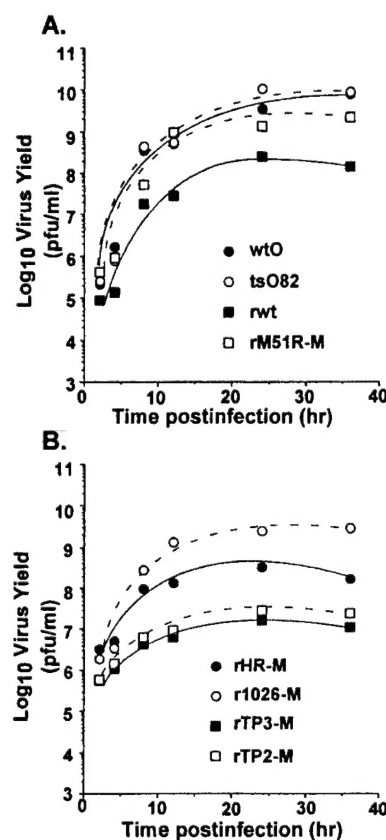 A.
11
10
9
8
7
6
5
4
3
Log10 Virus Yield
(pfu/ml)
wtO
tsO82
rwt
rM51R-M
0 10 20 30 40
Time postinfection (hr)
B.
11
10
9
8
7
6
5
4
3
Log10 Virus Yield
(pfu/ml)
rHR-M
r1026-M
rTP3-M
rTP2-M
0 10 20 30 40
Time postinfection (hr)